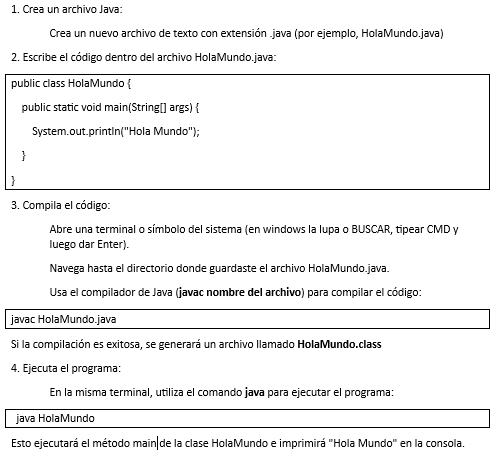 1. Crea un archivo Java:
Crea un nuevo archivo de texto con extensión .java (por ejemplo, HolaMundo.java)
2. Escribe el código dentro del archivo HolaMundo.java:
public class HolaMundo {
public static void main(String[] args) {
System.out.println("Hola Mundo");
}
}
3. Compila el código:
Abre una terminal o símbolo del sistema (en windows la lupa o BUSCAR, tipear CMD y
luego dar Enter).
Navega hasta el directorio donde guardaste el archivo HolaMundo.java.
Usa el compilador de Java (javac nombre del archivo) para compilar el código:
javac HolaMundo.java
Si la compilación es exitosa, se generará un archivo llamado HolaMundo.class
4. Ejecuta el programa:
En la misma terminal, utiliza el comando java para ejecutar el programa:
java HolaMundo
Esto ejecutará el método main de la clase HolaMundo e imprimirá "Hola Mundo" en la consola.